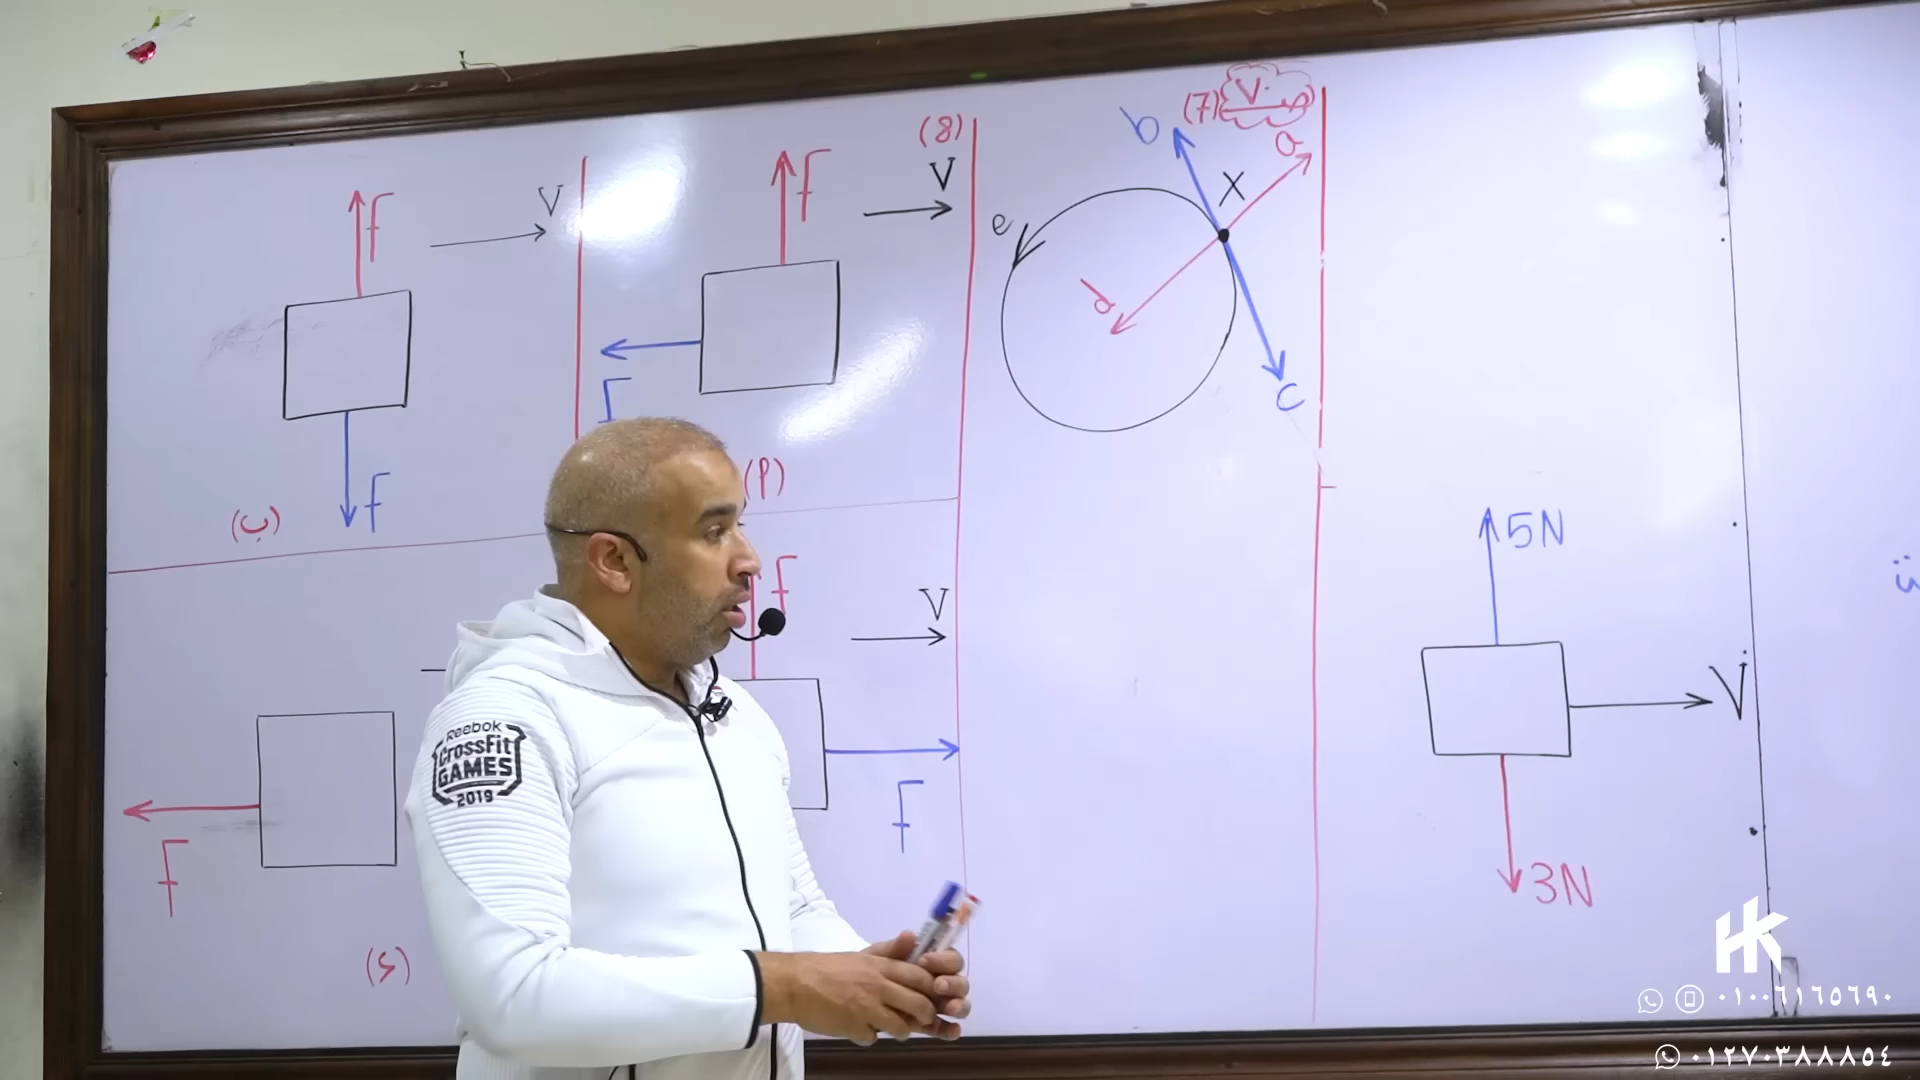 (8)
F
V
F
(P)
F
V
F
(ب)
F
V
F
F
(د)
(7) V
a
b
X
e
d
c
5N
V
3N
Reebok
CrossFit
GAMES
2019
HK
٠١٠٠٦١٦٥٦٩٠
٠١٢٧٠٣٨٨٨٥٤